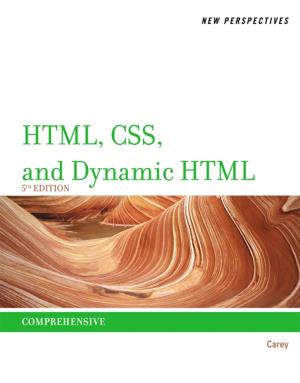 NEW PERSPECTIVES
HTML, CSS,
and Dynamic HTML
5TH EDITION
COMPREHENSIVE
Carey